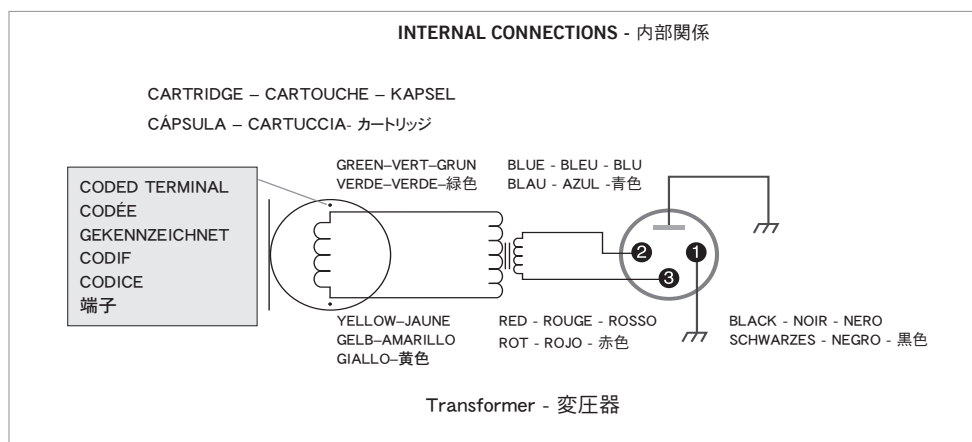 INTERNAL CONNECTIONS - 内部関係
CARTRIDGE – CARTOUCHE – KAPSEL
CÁPSULA – CARTUCCIA- カートリッジ
GREEN–VERT–GRUN
VERDE–VERDE–緑色
BLUE - BLEU - BLU
BLAU - AZUL -青色
CODED TERMINAL
CODÉE
GEKENNZEICHNET
CODIF
CODICE
端子
2
1
3
YELLOW–JAUNE
GELB–AMARILLO
GIALLO–黄色
RED - ROUGE - ROSSO
ROT - ROJO - 赤色
BLACK - NOIR - NERO
SCHWARZES - NEGRO - 黒色
Transformer - 変圧器